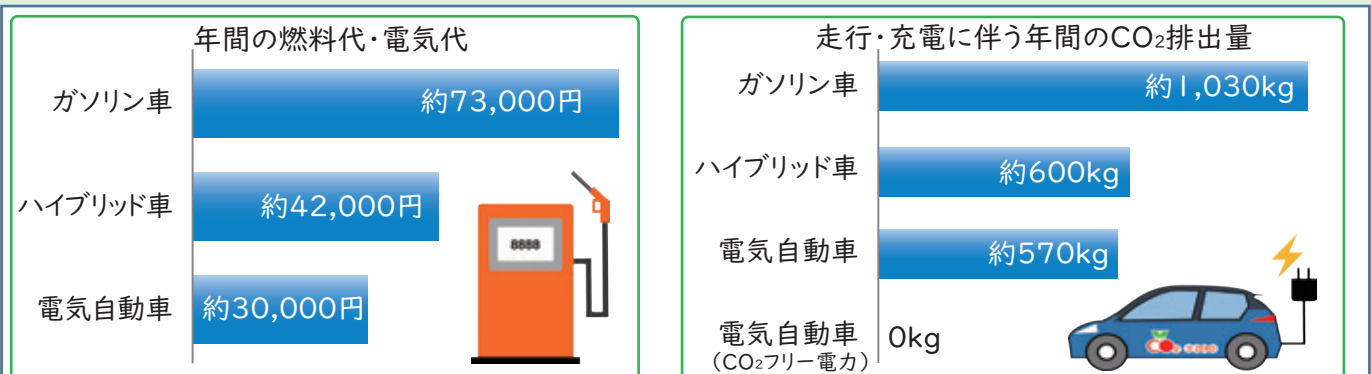 年間の燃料代・電気代
ガソリン車 約73,000円
ハイブリッド車 約42,000円
電気自動車 約30,000円
8888
走行・充電に伴う年間のCO₂排出量
ガソリン車 約1,030kg
ハイブリッド車 約600kg
電気自動車 約570kg
電気自動車 0kg
(CO₂フリー電力)